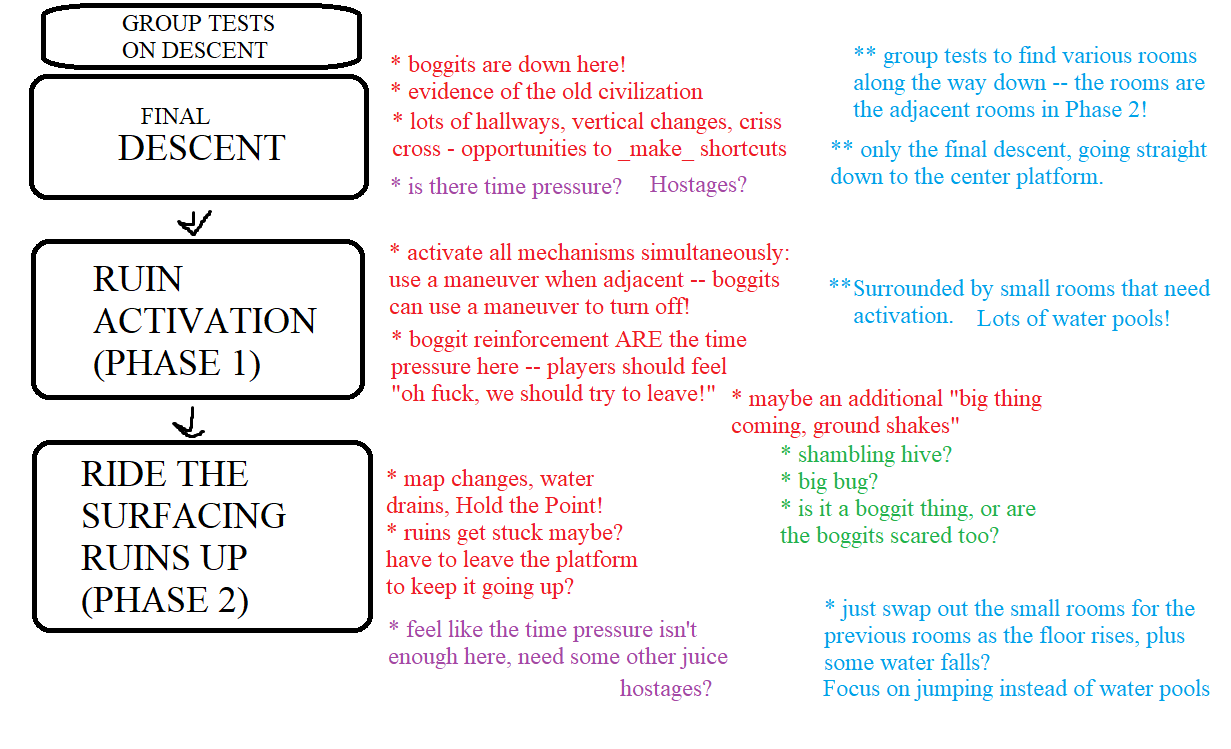 GROUP TESTS
ON DESCENT
* boggits are down here!
* evidence of the old civilization
* lots of hallways, vertical changes, criss
cross - opportunities to _make_ shortcuts
* is there time pressure? Hostages?
** group tests to find various rooms
along the way down -- the rooms are
the adjacent rooms in Phase 2!
** only the final descent, going straight
down to the center platform.
FINAL
DESCENT
RUIN
ACTIVATION
(PHASE 1)
* activate all mechanisms simultaneously:
use a maneuver when adjacent -- boggits
can use a maneuver to turn off!
* boggit reinforcement ARE the time
pressure here -- players should feel
"oh fuck, we should try to leave!"
**Surrounded by small rooms that need
activation. Lots of water pools!
* maybe an additional "big thing
coming, ground shakes"
* shambling hive?
* big bug?
* is it a boggit thing, or are
the boggits scared too?
RIDE THE
SURFACING
RUINS UP
(PHASE 2)
* map changes, water
drains, Hold the Point!
* ruins get stuck maybe?
have to leave the platform
to keep it going up?
* feel like the time pressure isn't
enough here, need some other juice
hostages?
* just swap out the small rooms for the
previous rooms as the floor rises, plus
some water falls?
Focus on jumping instead of water pools